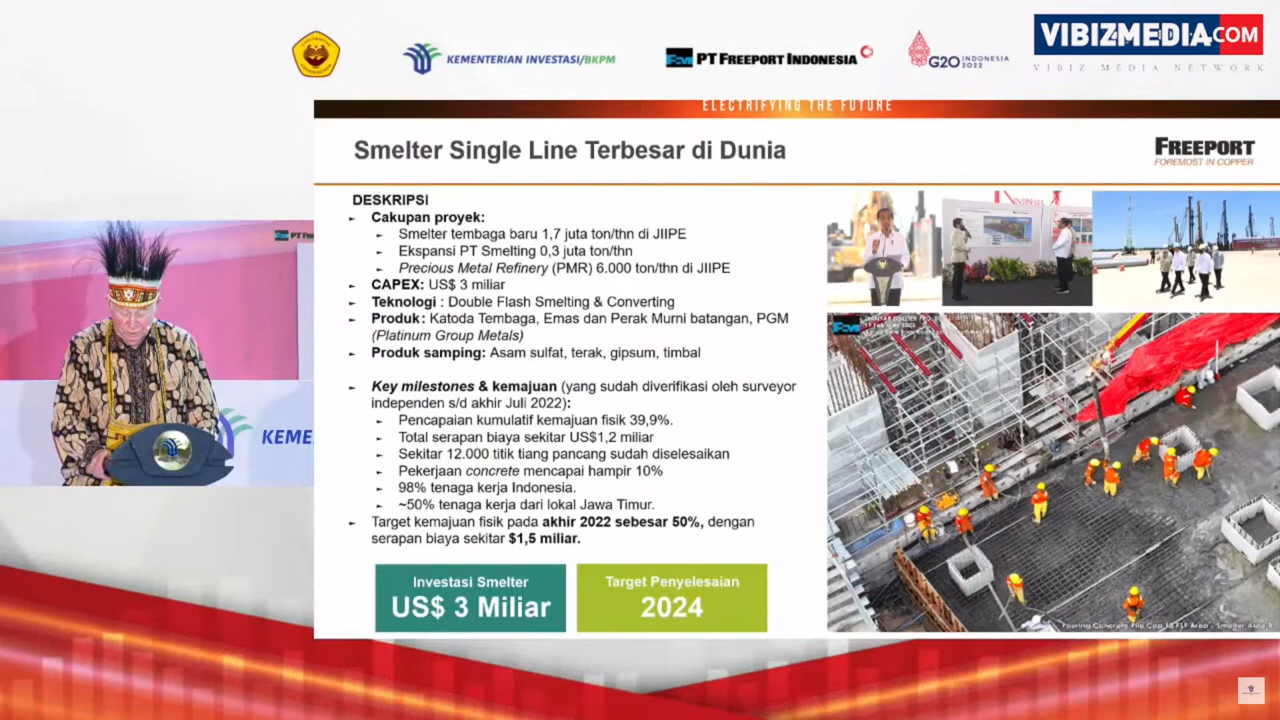 KEMENTERIAN INVESTASI/BKPM
FCX
PT FREEPORT INDONESIA
G20 INDONESIA 2022
VIBIZMEDIA.COM
VIBIZ MEDIA NETWORK
ELECTRIFYING THE FUTURE
Smelter Single Line Terbesar di Dunia
FREEPORT
FOREMOST IN COPPER
DESKRIPSI
► Cakupan proyek:
► Smelter tembaga baru 1,7 juta ton/thn di JIIPE
► Ekspansi PT Smelting 0,3 juta ton/thn
► Precious Metal Refinery (PMR) 6.000 ton/thn di JIIPE
► CAPEX: US$ 3 miliar
► Teknologi : Double Flash Smelting & Converting
► Produk: Katoda Tembaga, Emas dan Perak Murni batangan, PGM
(Platinum Group Metals)
► Produk samping: Asam sulfat, terak, gipsum, timbal
► Key milestones & kemajuan (yang sudah diverifikasi oleh surveyor
independen s/d akhir Juli 2022):
► Pencapaian kumulatif kemajuan fisik 39,9%.
► Total serapan biaya sekitar US$1,2 miliar
► Sekitar 12.000 titik tiang pancang sudah diselesaikan
► Pekerjaan concrete mencapai hampir 10%
► 98% tenaga kerja Indonesia.
► ~50% tenaga kerja dari lokal Jawa Timur.
► Target kemajuan fisik pada akhir 2022 sebesar 50%, dengan
serapan biaya sekitar $1,5 miliar.
Investasi Smelter
US$ 3 Miliar
Target Penyelesaian
2024
FCX
Pouring Concrete Pile Cap
PT
KEME